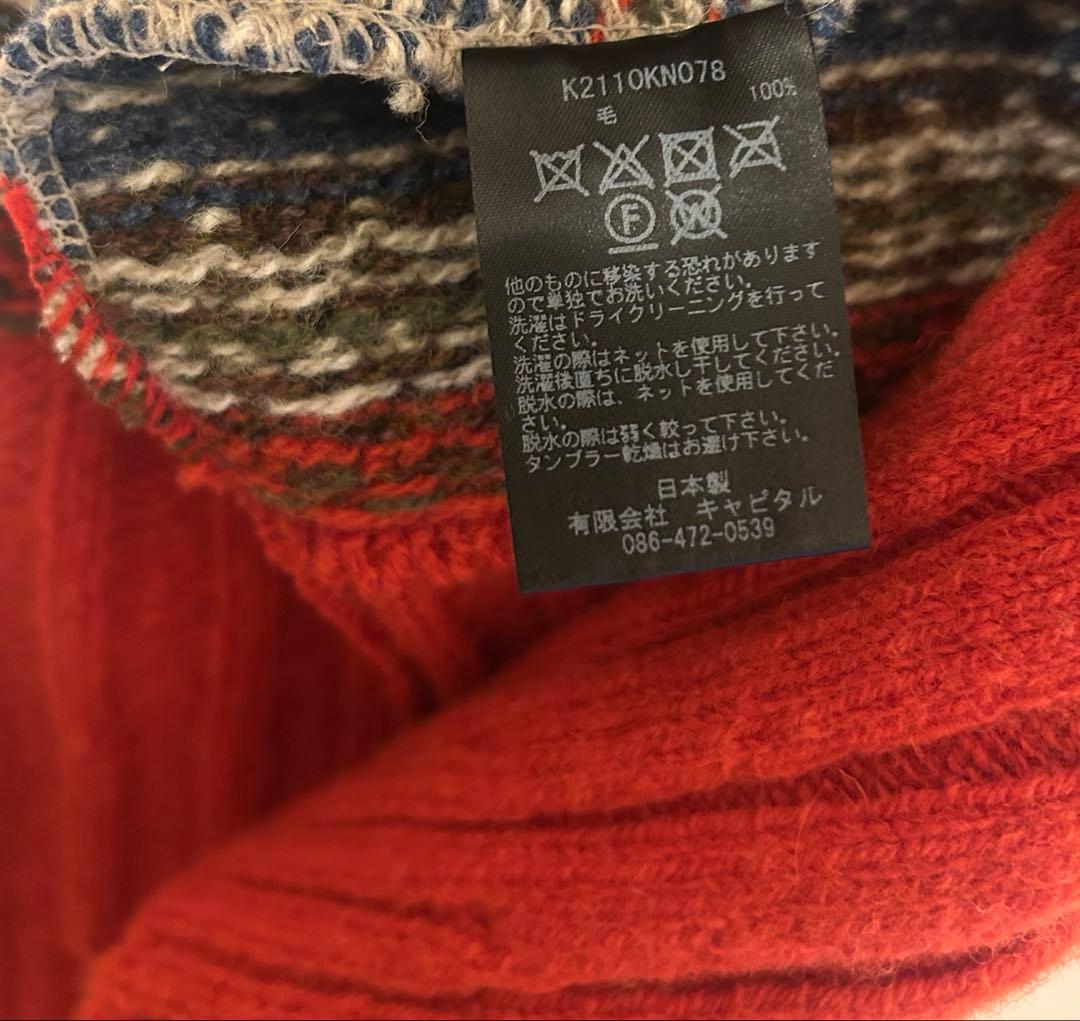 K2110KN078
毛 100%
F W
他のものに移染する恐れがあります
ので単独でお洗いください。
洗濯はドライクリーニングを行って
ください。
洗濯の際はネットを使用して下さい。
洗濯後直ちに脱水し干してください。
脱水の際は、ネットを使用してくだ
さい。
脱水の際は弱く絞って下さい。
タンブラー乾燥はお避け下さい。
日本製
有限会社 キャピタル
086-472-0539